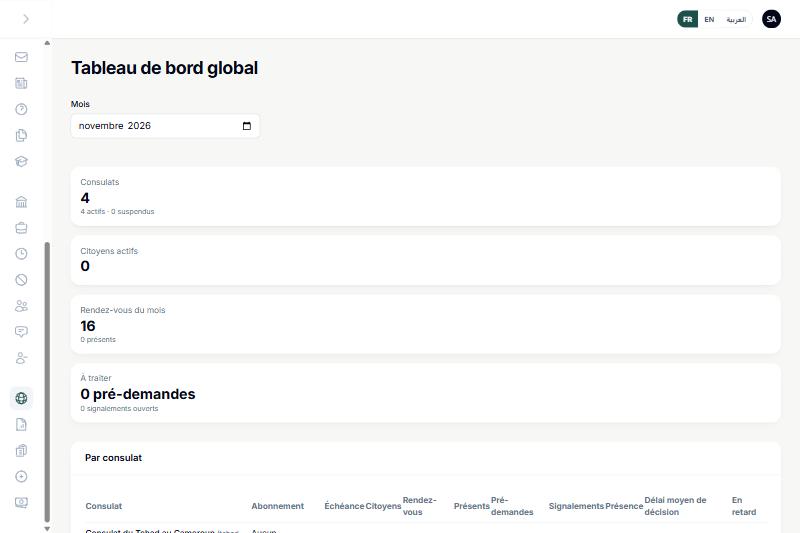 FR EN العربية SA
Tableau de bord global
Mois
novembre 2026
Consulats
4
4 actifs · 0 suspendus
Citoyens actifs
0
Rendez-vous du mois
16
0 présents
À traiter
0 pré-demandes
0 signalements ouverts
Par consulat
Consulat Abonnement Échéance Citoyens Rendez-vous Présents Pré-demandes Signalements Présence Délai moyen de décision En retard
Consulat du Tchad au Cameroun
Aucun